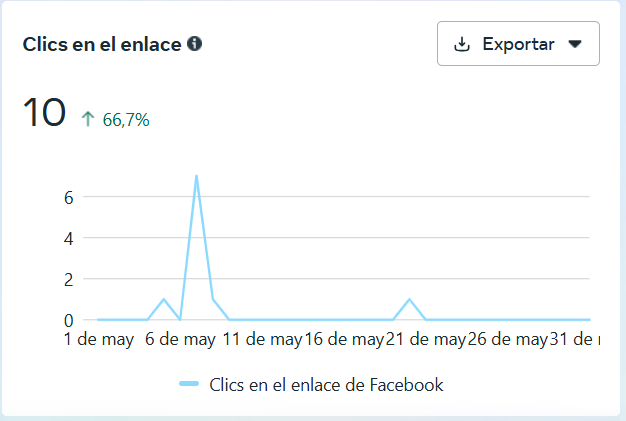 Clics en el enlace
Exportar
10 ↑ 66,7%
6
4
2
0
1 de may 6 de may 11 de may 16 de may 21 de may 26 de may 31 de
Clics en el enlace de Facebook